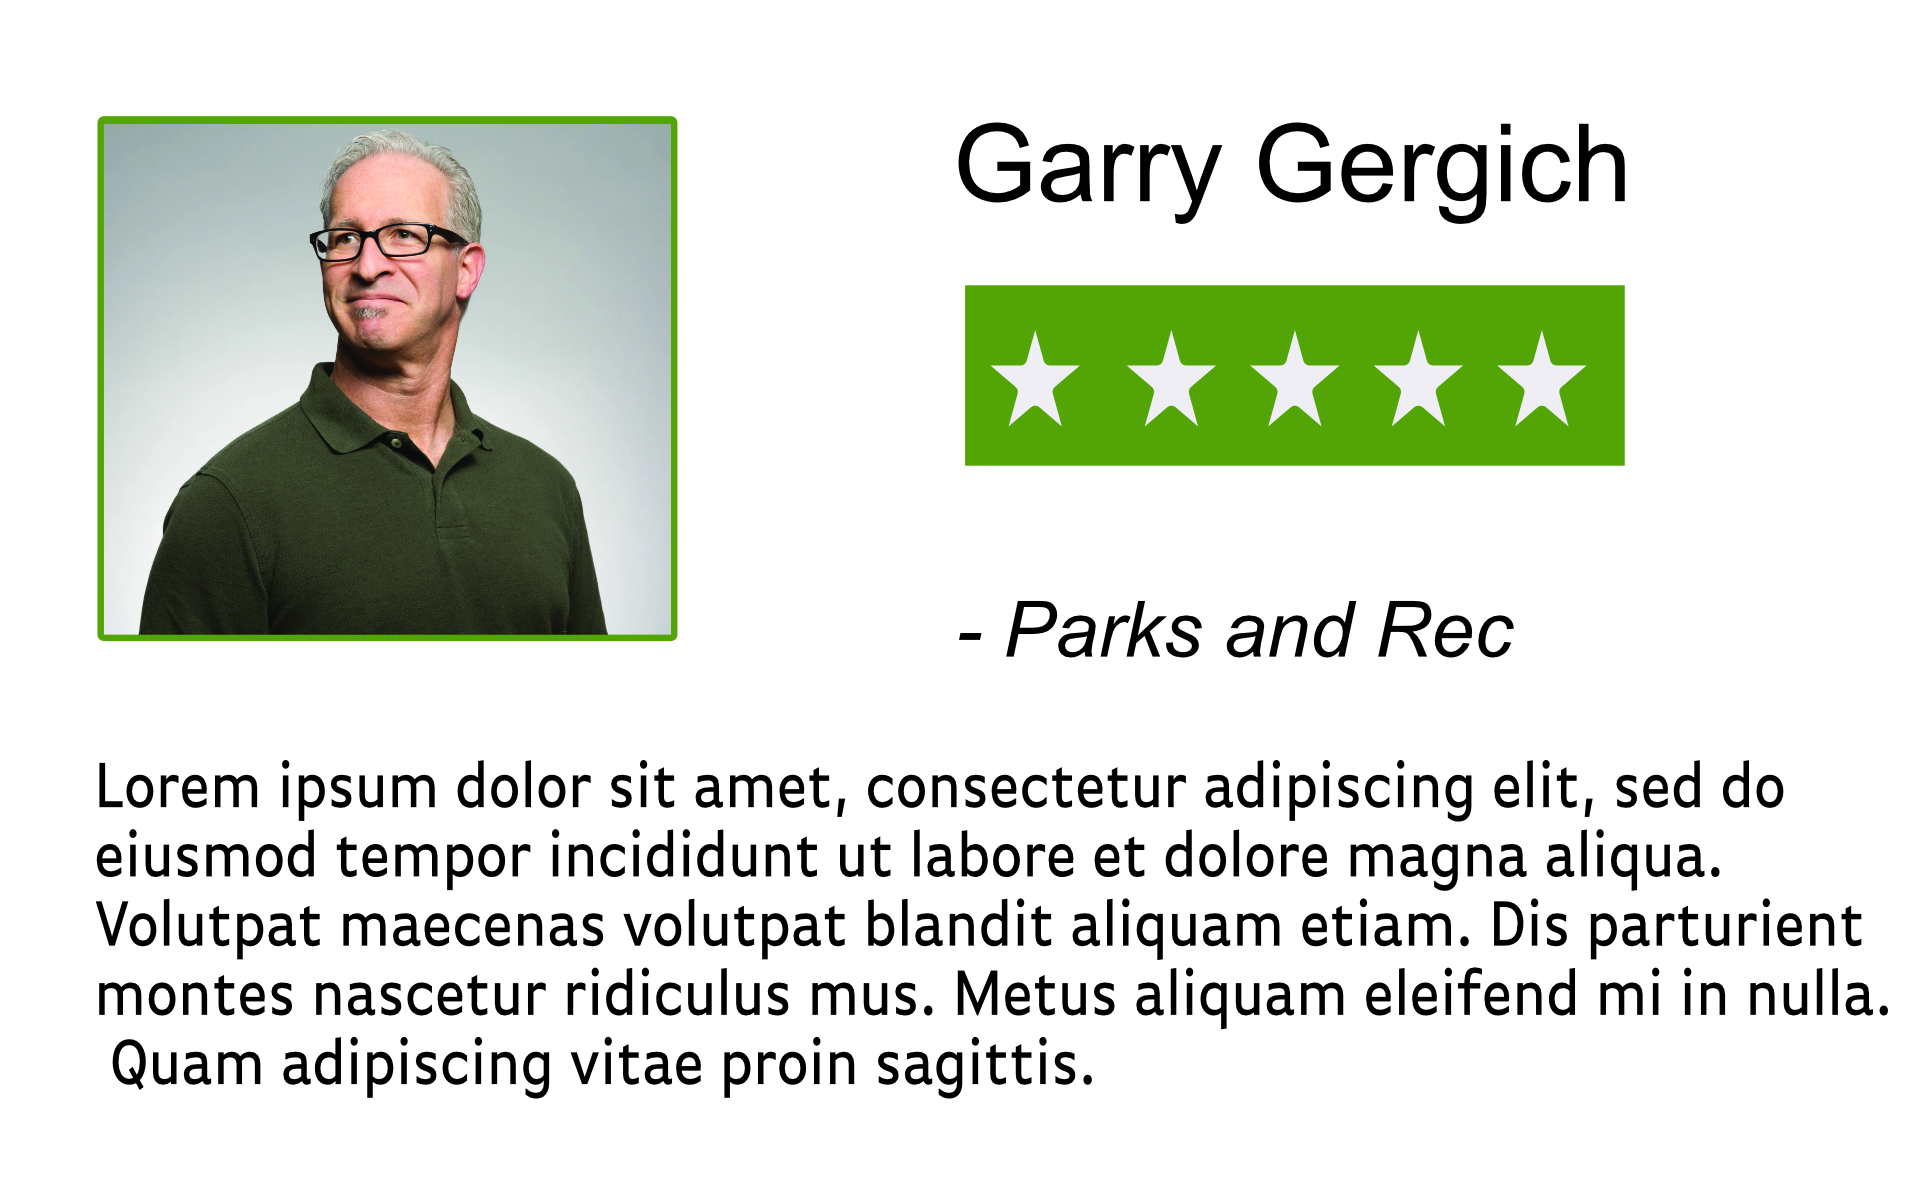 Garry Gergich
- Parks and Rec
Lorem ipsum dolor sit amet, consectetur adipiscing elit, sed do
eiusmod tempor incididunt ut labore et dolore magna aliqua.
Volutpat maecenas volutpat blandit aliquam etiam. Dis parturient
montes nascetur ridiculus mus. Metus aliquam eleifend mi in nulla.
Quam adipiscing vitae proin sagittis.